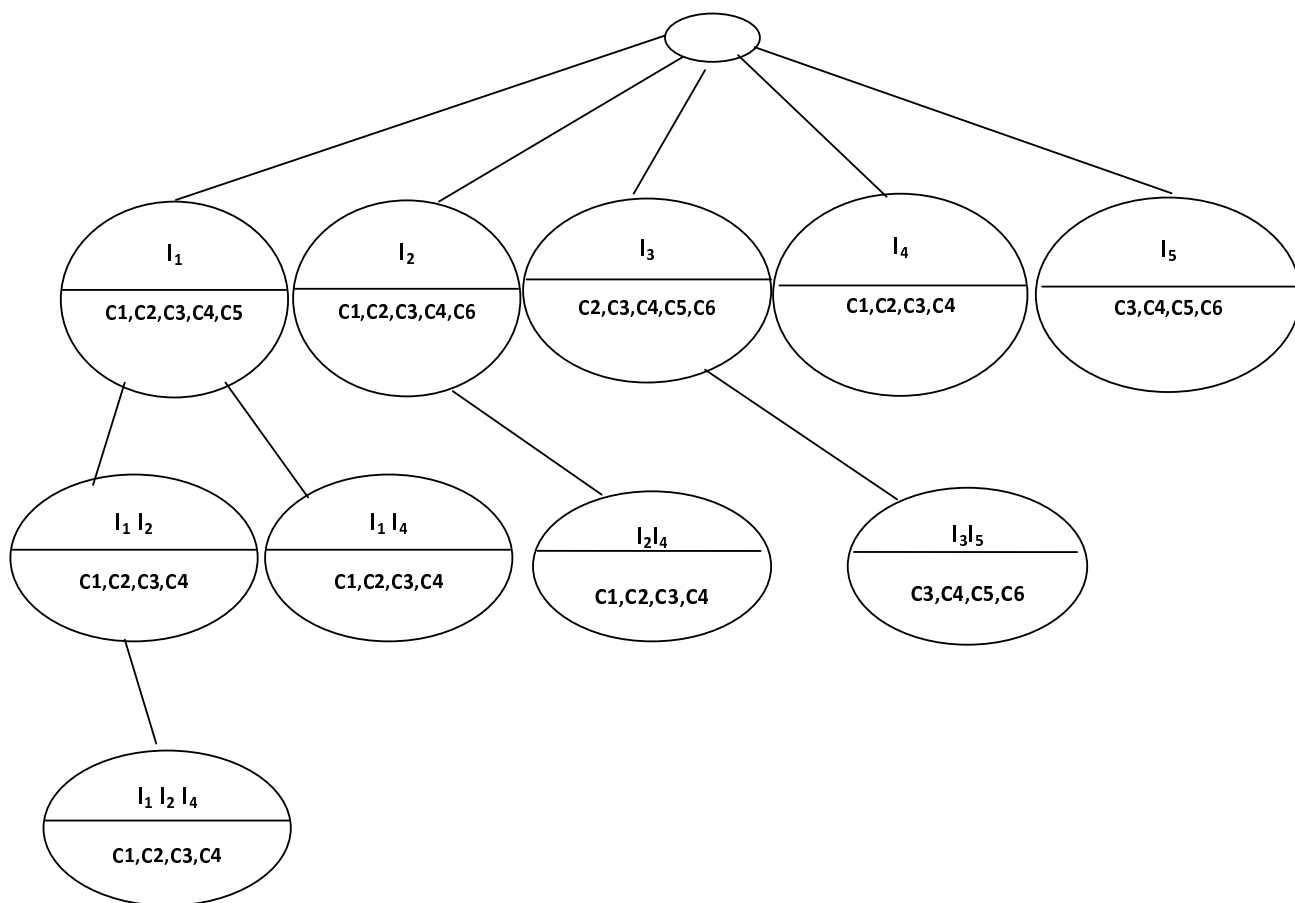 I₁
C1,C2,C3,C4,C5
I₂
C1,C2,C3,C4,C6
I₃
C2,C3,C4,C5,C6
I₄
C1,C2,C3,C4
I₅
C3,C4,C5,C6
I₁ I₂
C1,C2,C3,C4
I₁ I₄
C1,C2,C3,C4
I₂I₄
C1,C2,C3,C4
I₃I₅
C3,C4,C5,C6
I₁ I₂ I₄
C1,C2,C3,C4